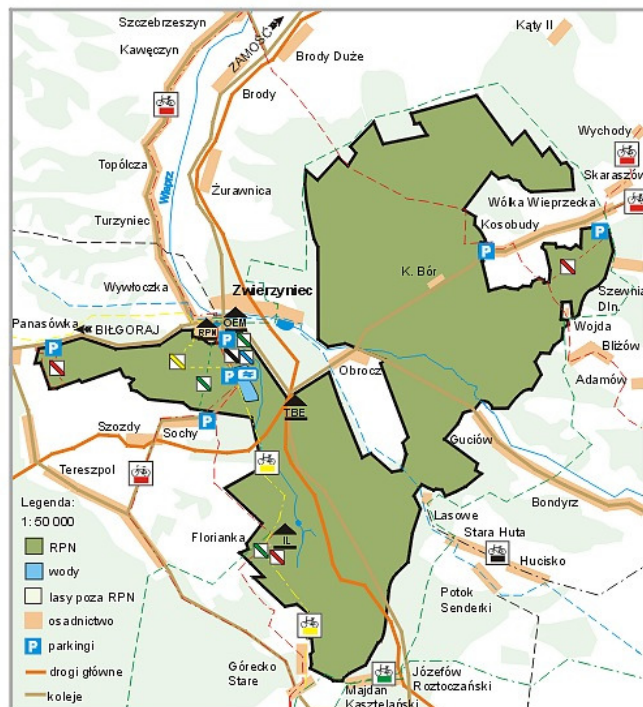 Szczebrzeszyn
Kawęczyn
ZAMOŚĆ
Kąty II
Brody Duże
Brody
Wychody
Skaraszów
Topólcza
Wieprz
Żurawnica
Wólka Wieprzecka
Turzyniec
Kosobudy
P
P
K. Bór
Wywłoczka
Zwierzyniec
Szewnia
Dln.
Panasówka
BIŁGORAJ
RPN
OEM
Wojda
P
P
Bliżów
Obrocz
Adamów
P
TBE
P
Szozdy
Sochy
Guciów
Tereszpol
Bondyrz
Legenda:
1: 50 000
Lasowe
Stara Huta
Florianka
IL
Hucisko
RPN
wody
lasy poza RPN
Potok
Senderki
osadnictwo
P parkingi
drogi główne
koleje
Górecko
Stare
Józefów
Roztoczański
Majdan
Kasztelański